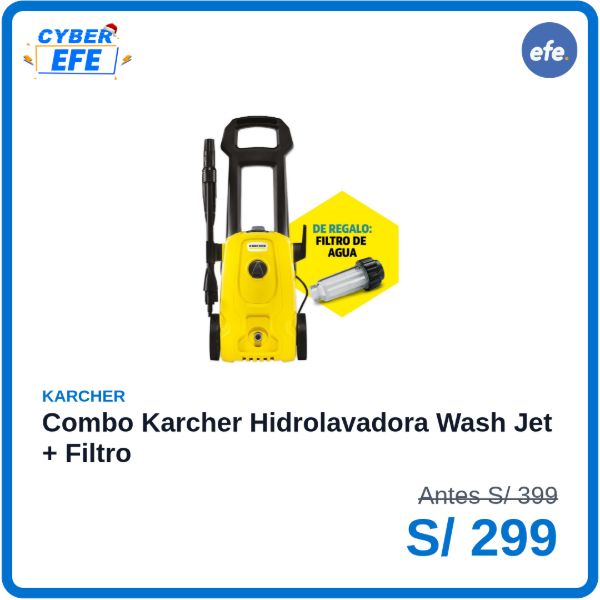 CYBER
EFE
efe.
KARCHER
DE REGALO:
FILTRO DE
AGUA
KARCHER
Combo Karcher Hidrolavadora Wash Jet
+ Filtro
Antes S/ 399
S/ 299